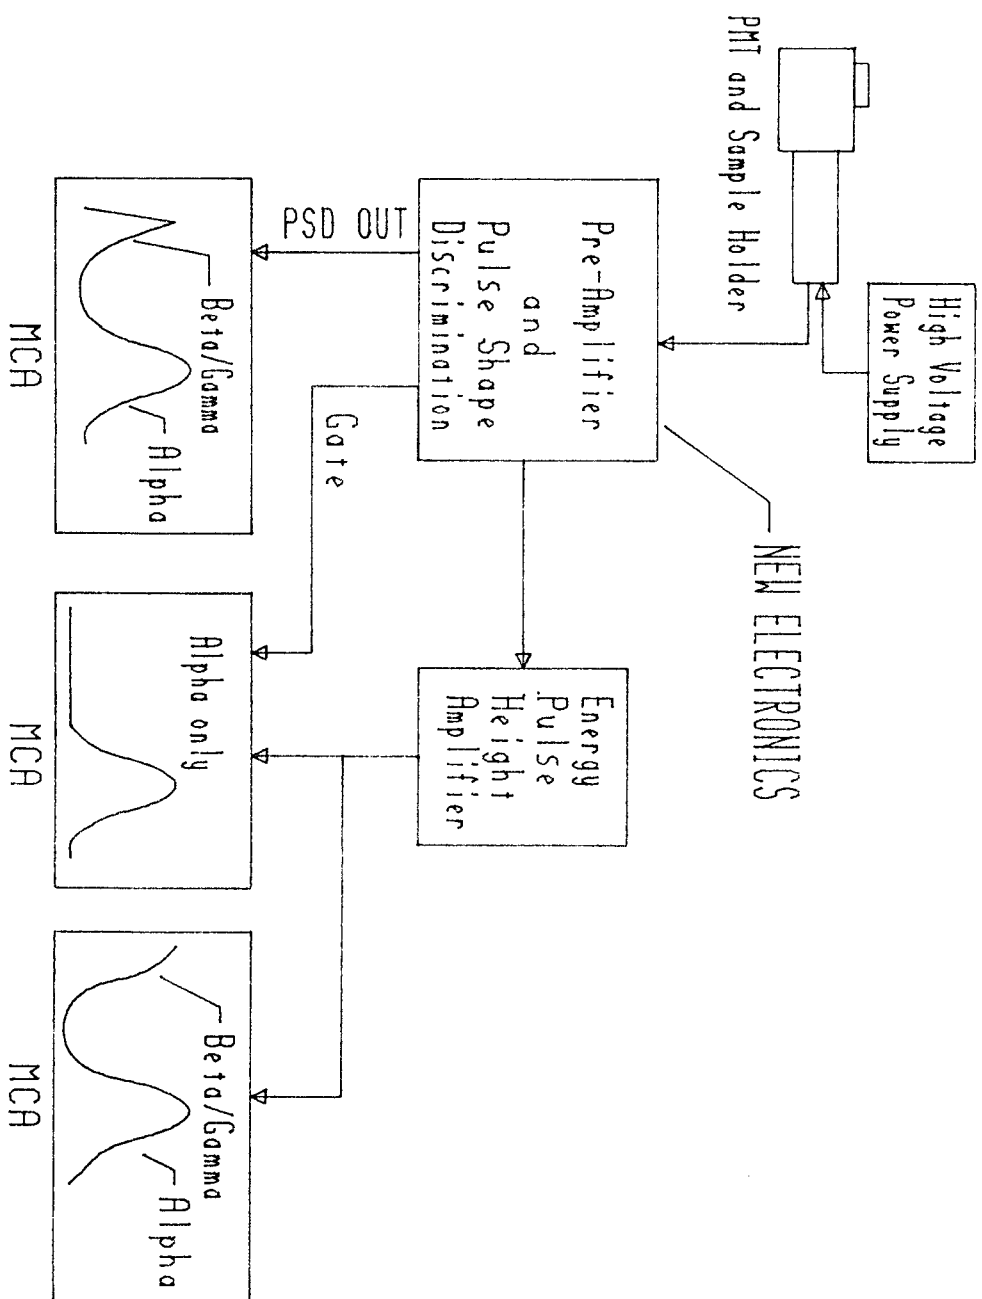 PMT and Sample Holder
High Voltage
Power Supply
NEW ELECTRONICS
Pre-Amplifier
and
Pulse Shape
Discrimination
Energy
Pulse
Height
Amplifier
PSD OUT
Gate
Beta/Gamma
Alpha
MCA
Alpha only
MCA
Beta/Gamma
Alpha
MCA